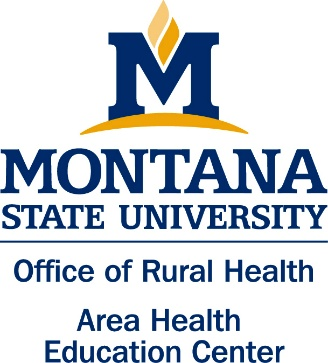 M
MONTANA
STATE UNIVERSITY
Office of Rural Health
Area Health
Education Center